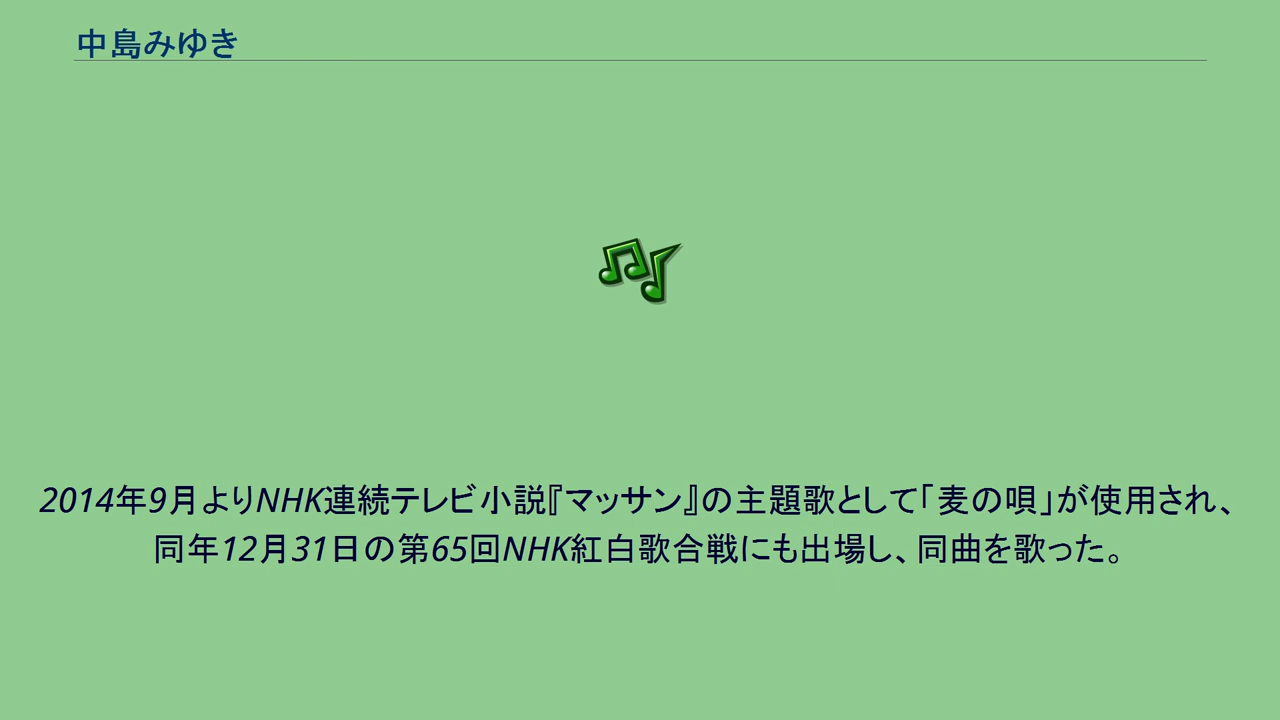 中島みゆき
2014年9月よりNHK連続テレビ小説『マッサン』の主題歌として「麦の唄」が使用され、
同年12月31日の第65回NHK紅白歌合戦にも出場し、同曲を歌った。